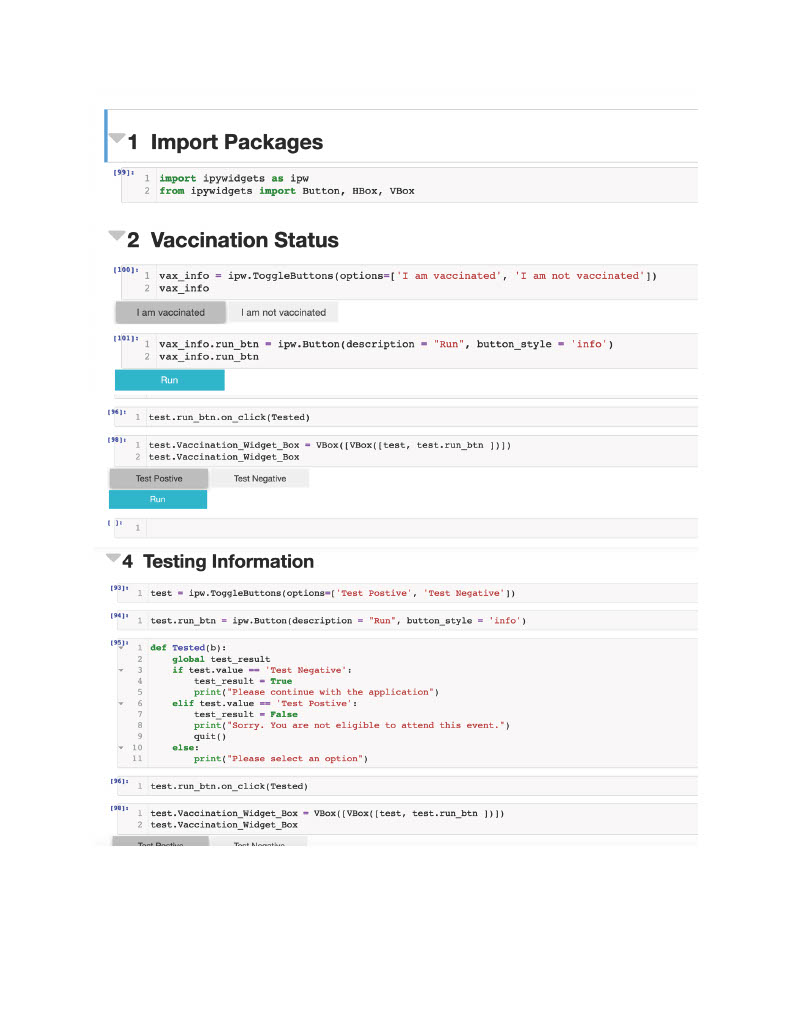 1 Import Packages
[99]:
1 import ipywidgets as ipw
2 from ipywidgets import Button, HBox, VBox
2 Vaccination Status
[100]:
1 vax_info = ipw.ToggleButtons(options=['I am vaccinated', 'I am not vaccinated'])
2 vax_info
I am vaccinated I am not vaccinated
[101]:
1 vax_info.run_btn = ipw.Button(description = "Run", button_style = 'info')
2 vax_info.run_btn
Run
[96]:
1 test.run_btn.on_click(Tested)
[98]:
1 test.Vaccination_Widget_Box = VBox([VBox([test, test.run_btn ])])
2 test.Vaccination_Widget_Box
Test Postive Test Negative
Run
[ ]:
1
4 Testing Information
[93]:
1 test = ipw.ToggleButtons(options=['Test Postive', 'Test Negative'])
[94]:
1 test.run_btn = ipw.Button(description = "Run", button_style = 'info')
[95]:
1 def Tested(b):
2 global test_result
3 if test.value == 'Test Negative':
4 test_result = True
5 print("Please continue with the application")
6 elif test.value == 'Test Postive':
7 test_result = False
8 print("Sorry. You are not eligible to attend this event.")
9 quit()
10 else:
11 print("Please select an option")
[96]:
1 test.run_btn.on_click(Tested)
[98]:
1 test.Vaccination_Widget_Box = VBox([VBox([test, test.run_btn ])])
2 test.Vaccination_Widget_Box
Test Postive Test Negative